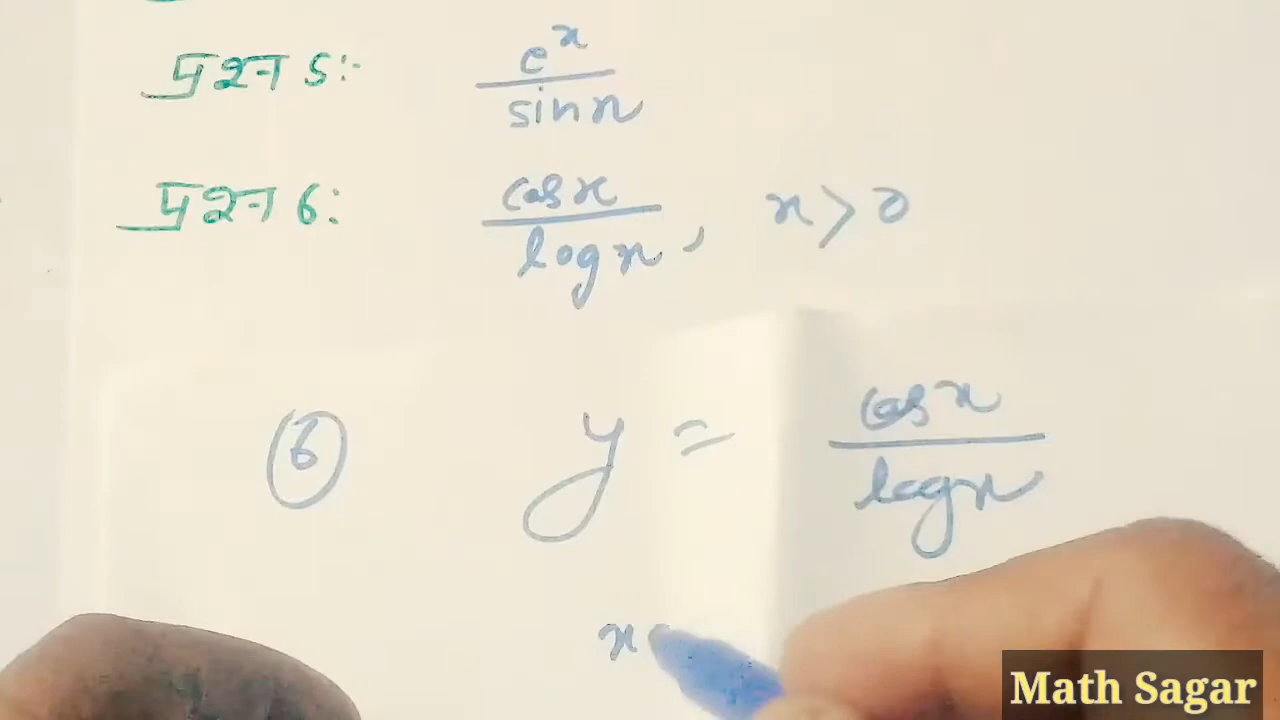 प्रश्न 5:- e^x / sin x
प्रश्न 6: cos x / log x, x > 0
⑥ y = cos x / log x
x
Math Sagar